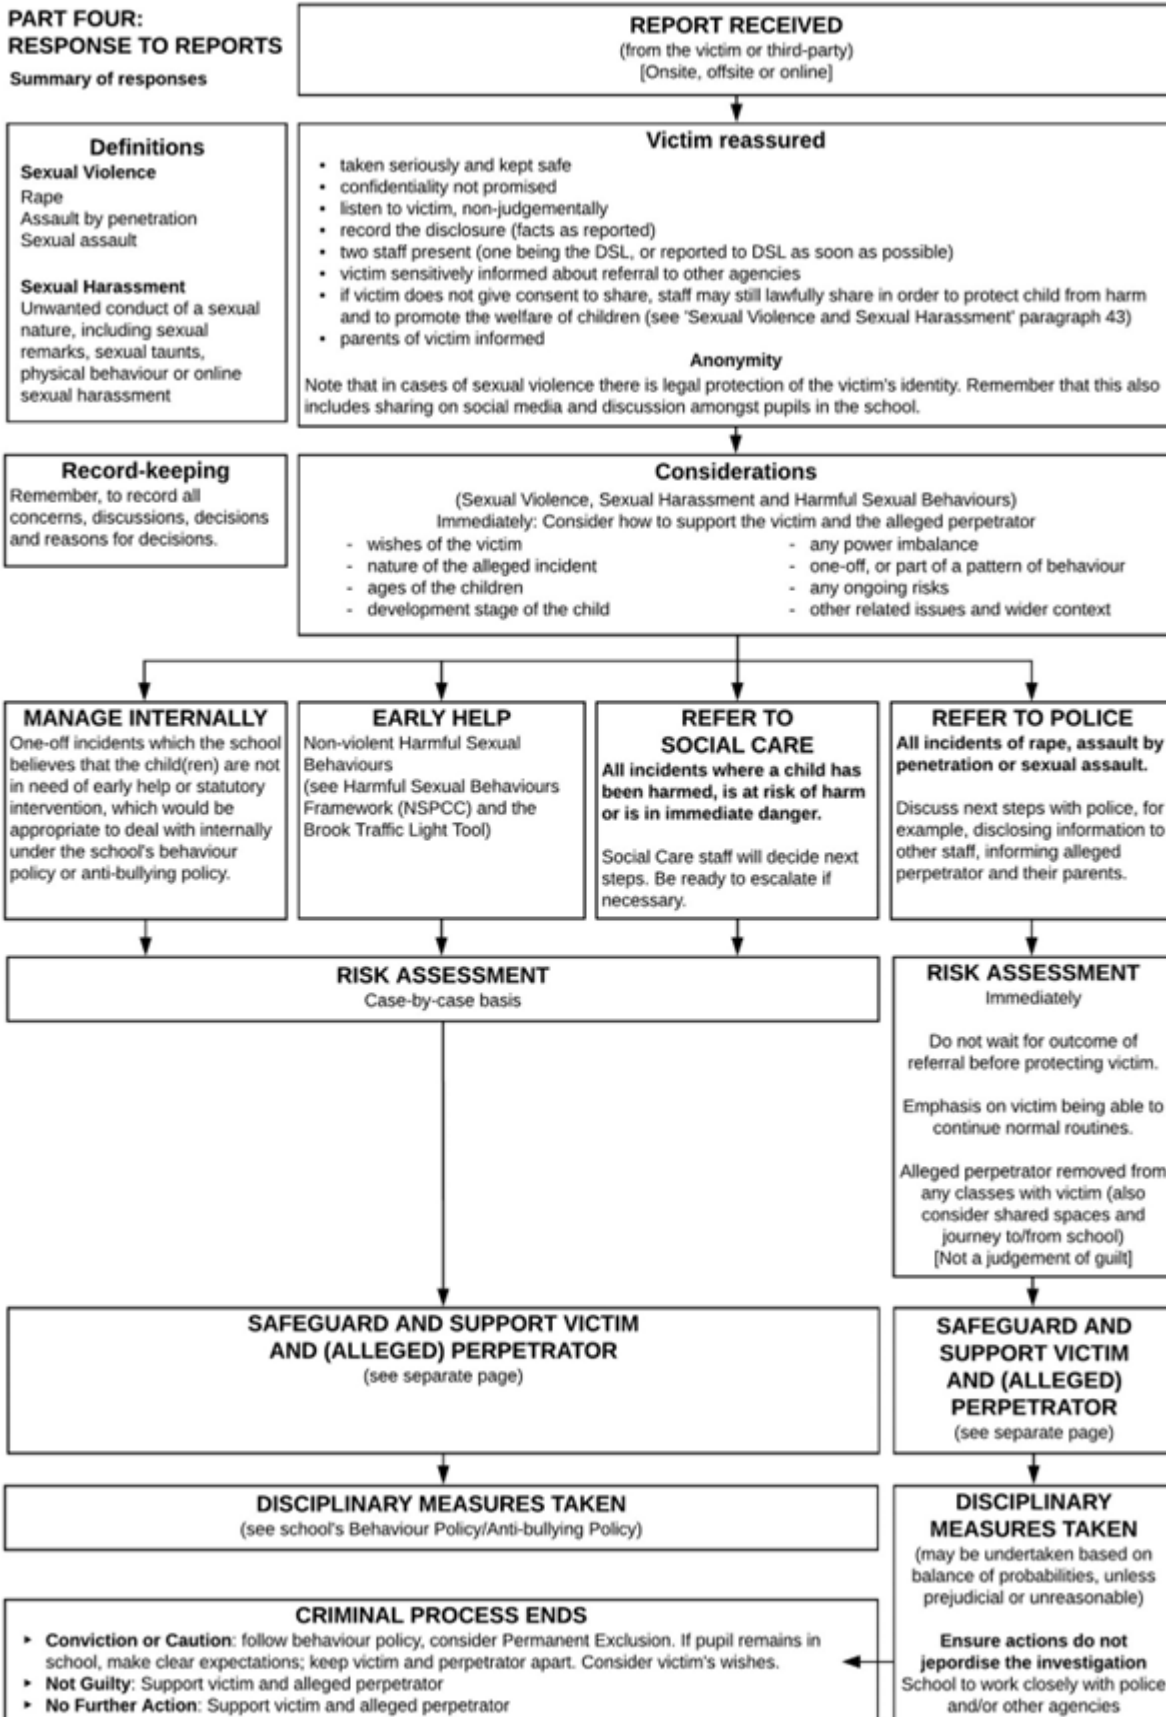 PART FOUR:
RESPONSE TO REPORTS
Summary of responses
REPORT RECEIVED
(from the victim or third-party)
[Onsite, offsite or online]
Definitions
Sexual Violence
Rape
Assault by penetration
Sexual assault
Sexual Harassment
Unwanted conduct of a sexual
nature, including sexual
remarks, sexual taunts,
physical behaviour or online
sexual harassment
Victim reassured
• taken seriously and kept safe
• confidentiality not promised
• listen to victim, non-judgementally
• record the disclosure (facts as reported)
• two staff present (one being the DSL, or reported to DSL as soon as possible)
• victim sensitively informed about referral to other agencies
• if victim does not give consent to share, staff may still lawfully share in order to protect child from harm
and to promote the welfare of children (see 'Sexual Violence and Sexual Harassment' paragraph 43)
• parents of victim informed
Anonymity
Note that in cases of sexual violence there is legal protection of the victim's identity. Remember that this also
includes sharing on social media and discussion amongst pupils in the school.
Record-keeping
Remember, to record all
concerns, discussions, decisions
and reasons for decisions.
Considerations
(Sexual Violence, Sexual Harassment and Harmful Sexual Behaviours)
Immediately: Consider how to support the victim and the alleged perpetrator
- wishes of the victim
- nature of the alleged incident
- ages of the children
- development stage of the child
- any power imbalance
- one-off, or part of a pattern of behaviour
- any ongoing risks
- other related issues and wider context
MANAGE INTERNALLY
One-off incidents which the school
believes that the child(ren) are not
in need of early help or statutory
intervention, which would be
appropriate to deal with internally
under the school's behaviour
policy or anti-bullying policy.
EARLY HELP
Non-violent Harmful Sexual
Behaviours
(see Harmful Sexual Behaviours
Framework (NSPCC) and the
Brook Traffic Light Tool)
REFER TO
SOCIAL CARE
All incidents where a child has
been harmed, is at risk of harm
or is in immediate danger.
Social Care staff will decide next
steps. Be ready to escalate if
necessary.
REFER TO POLICE
All incidents of rape, assault by
penetration or sexual assault.
Discuss next steps with police, for
example, disclosing information to
other staff, informing alleged
perpetrator and their parents.
RISK ASSESSMENT
Case-by-case basis
RISK ASSESSMENT
Immediately
Do not wait for outcome of
referral before protecting victim.
Emphasis on victim being able to
continue normal routines.
Alleged perpetrator removed from
any classes with victim (also
consider shared spaces and
journey to/from school)
[Not a judgement of guilt]
SAFEGUARD AND SUPPORT VICTIM
AND (ALLEGED) PERPETRATOR
(see separate page)
SAFEGUARD AND
SUPPORT VICTIM
AND (ALLEGED)
PERPETRATOR
(see separate page)
DISCIPLINARY MEASURES TAKEN
(see school's Behaviour Policy/Anti-bullying Policy)
DISCIPLINARY
MEASURES TAKEN
(may be undertaken based on
balance of probabilities, unless
prejudicial or unreasonable)
Ensure actions do not
jepordise the investigation
School to work closely with police
and/or other agencies
CRIMINAL PROCESS ENDS
▸ Conviction or Caution: follow behaviour policy, consider Permanent Exclusion. If pupil remains in
school, make clear expectations; keep victim and perpetrator apart. Consider victim's wishes.
▸ Not Guilty: Support victim and alleged perpetrator
▸ No Further Action: Support victim and alleged perpetrator